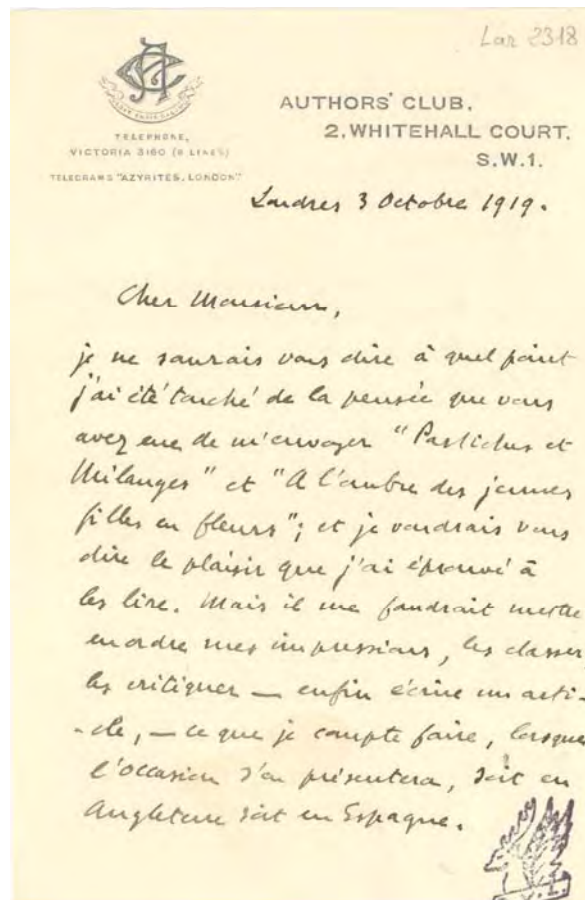 Lar 2318
AUTHORS' CLUB,
2, WHITEHALL COURT,
S.W.1.
TELEPHONE,
VICTORIA 3160 (8 LINES)
TELEGRAMS "AZYRITES, LONDON"
Londres 3 Octobre 1919.
Cher Monsieur,
je ne saurais vous dire à quel point
j'ai été touché de la pensée que vous
avez eue de m'envoyer "Pastiches et
Mélanges" et "A l'ombre des jeunes
filles en fleurs"; et je voudrais vous
dire le plaisir que j'ai éprouvé à
les lire. Mais il me faudrait mettre
en ordre mes impressions, les classer
les critiquer — enfin écrire un arti-
-cle, — ce que je compte faire, lorsque
l'occasion s'en présentera, soit en
Angleterre soit en Espagne.